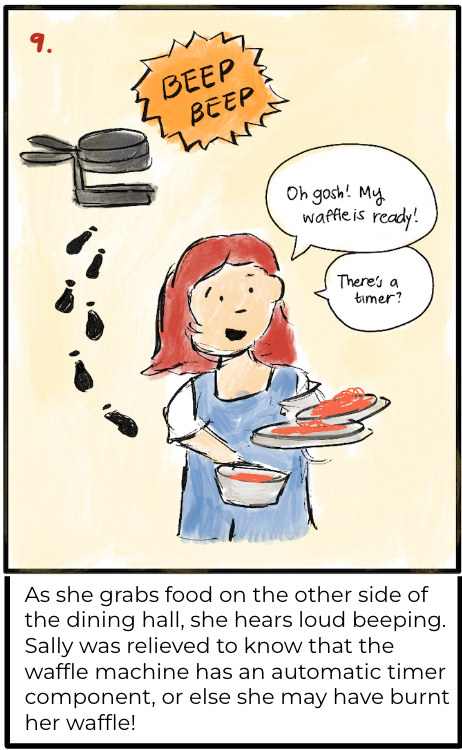 9.
BEEP
BEEP
Oh gosh! My
waffle is ready!
There's a
timer?
As she grabs food on the other side of
the dining hall, she hears loud beeping.
Sally was relieved to know that the
waffle machine has an automatic timer
component, or else she may have burnt
her waffle!